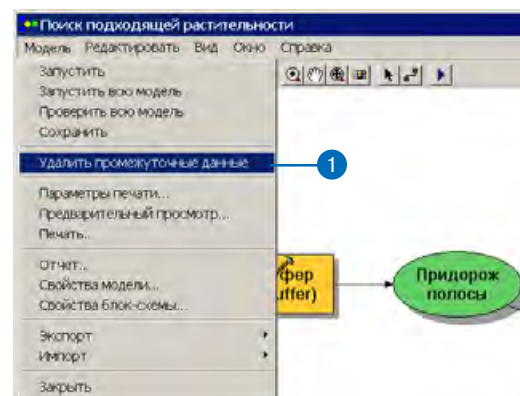 Поиск подходящей растительности
Модель Редактировать Вид Окно Справка
Запустить
Запустить всю модель
Проверить всю модель
Сохранить
Удалить промежуточные данные
1
Параметры печати...
Предварительный просмотр...
Печать...
Отчет...
Свойства модели...
Свойства блок-схемы...
Экспорт
Импорт
Закрыть
фер
uffer)
Придорож
полосы